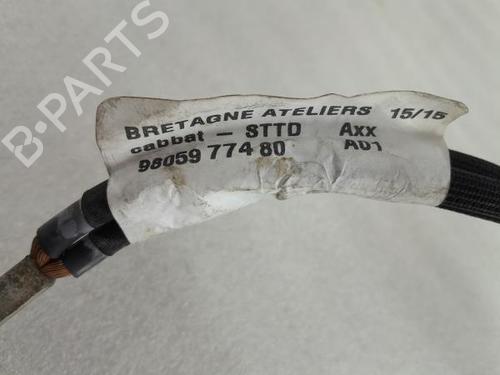 BRETAGNE ATELIERS 15/15
cabbat - STTD Axx
98059 774 80 A01
B-PARTS